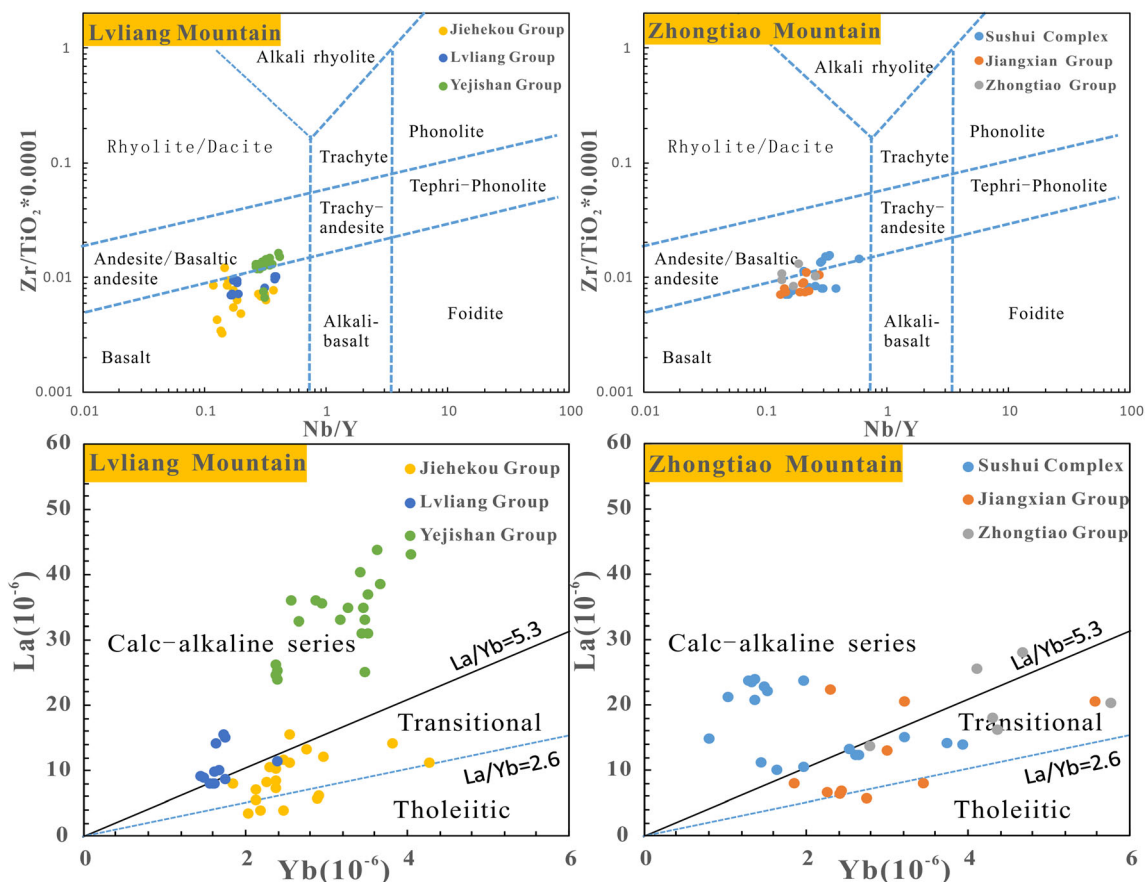 Lvliang Mountain
Jiehekou Group
Lvliang Group
Yejishan Group
Alkali rhyolite
Rhyolite/Dacite
Phonolite
Trachyte
Tephri-Phonolite
Trachy-
andesite
Andesite/Basaltic
andesite
Foidite
Alkali-
basalt
Basalt
1
0.1
0.01
0.001
0.01
0.1
1
10
100
Zr/TiO₂*0.0001
Nb/Y
Zhongtiao Mountain
Sushui Complex
Jiangxian Group
Zhongtiao Group
Alkali rhyolite
Rhyolite/Dacite
Phonolite
Trachyte
Tephri-Phonolite
Trachy-
andesite
Andesite/Basaltic
andesite
Foidite
Alkali-
basalt
Basalt
1
0.1
0.01
0.001
0.01
0.1
1
10
100
Zr/TiO₂*0.0001
Nb/Y
Lvliang Mountain
Jiehekou Group
Lvliang Group
Yejishan Group
Calc-alkaline series
La/Yb=5.3
Transitional
La/Yb=2.6
Tholeiitic
60
50
40
30
20
10
0
0
2
4
6
La(10⁻⁶)
Yb(10⁻⁶)
Zhongtiao Mountain
Sushui Complex
Jiangxian Group
Zhongtiao Group
Calc-alkaline series
La/Yb=5.3
Transitional
La/Yb=2.6
Tholeiitic
60
50
40
30
20
10
0
0
2
4
6
La(10⁻⁶)
Yb(10⁻⁶)